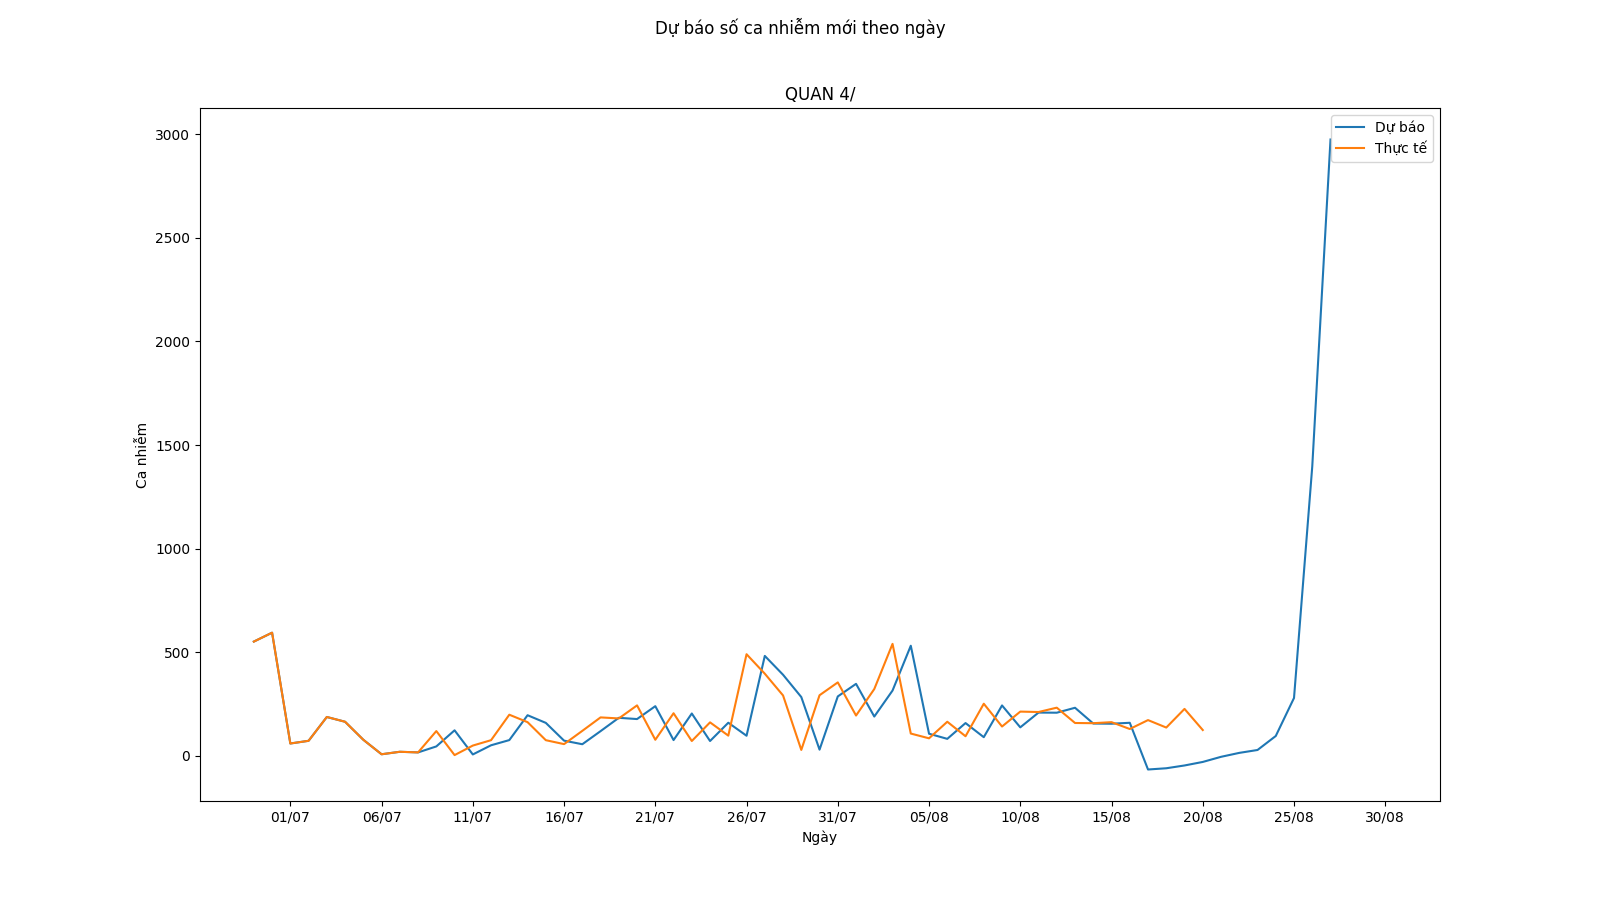 Dự báo số ca nhiễm mới theo ngày
QUAN 4/
Dự báo
Thực tế
3000
2500
2000
1500
1000
500
0
Ca nhiễm
01/07 06/07 11/07 16/07 21/07 26/07 31/07 05/08 10/08 15/08 20/08 25/08 30/08
Ngày